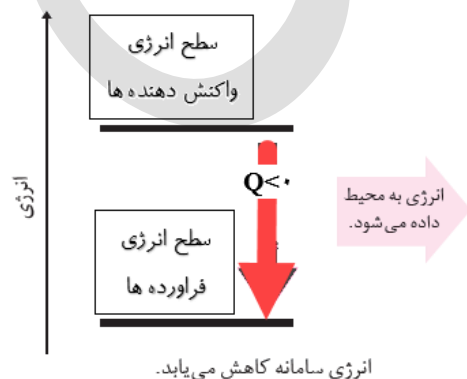 سطح انرژی
واکنش دهنده ها
انرژی
Q<۰
انرژی به محیط
داده می‌شود.
سطح انرژی
فراورده ها
انرژی سامانه کاهش می‌یابد.